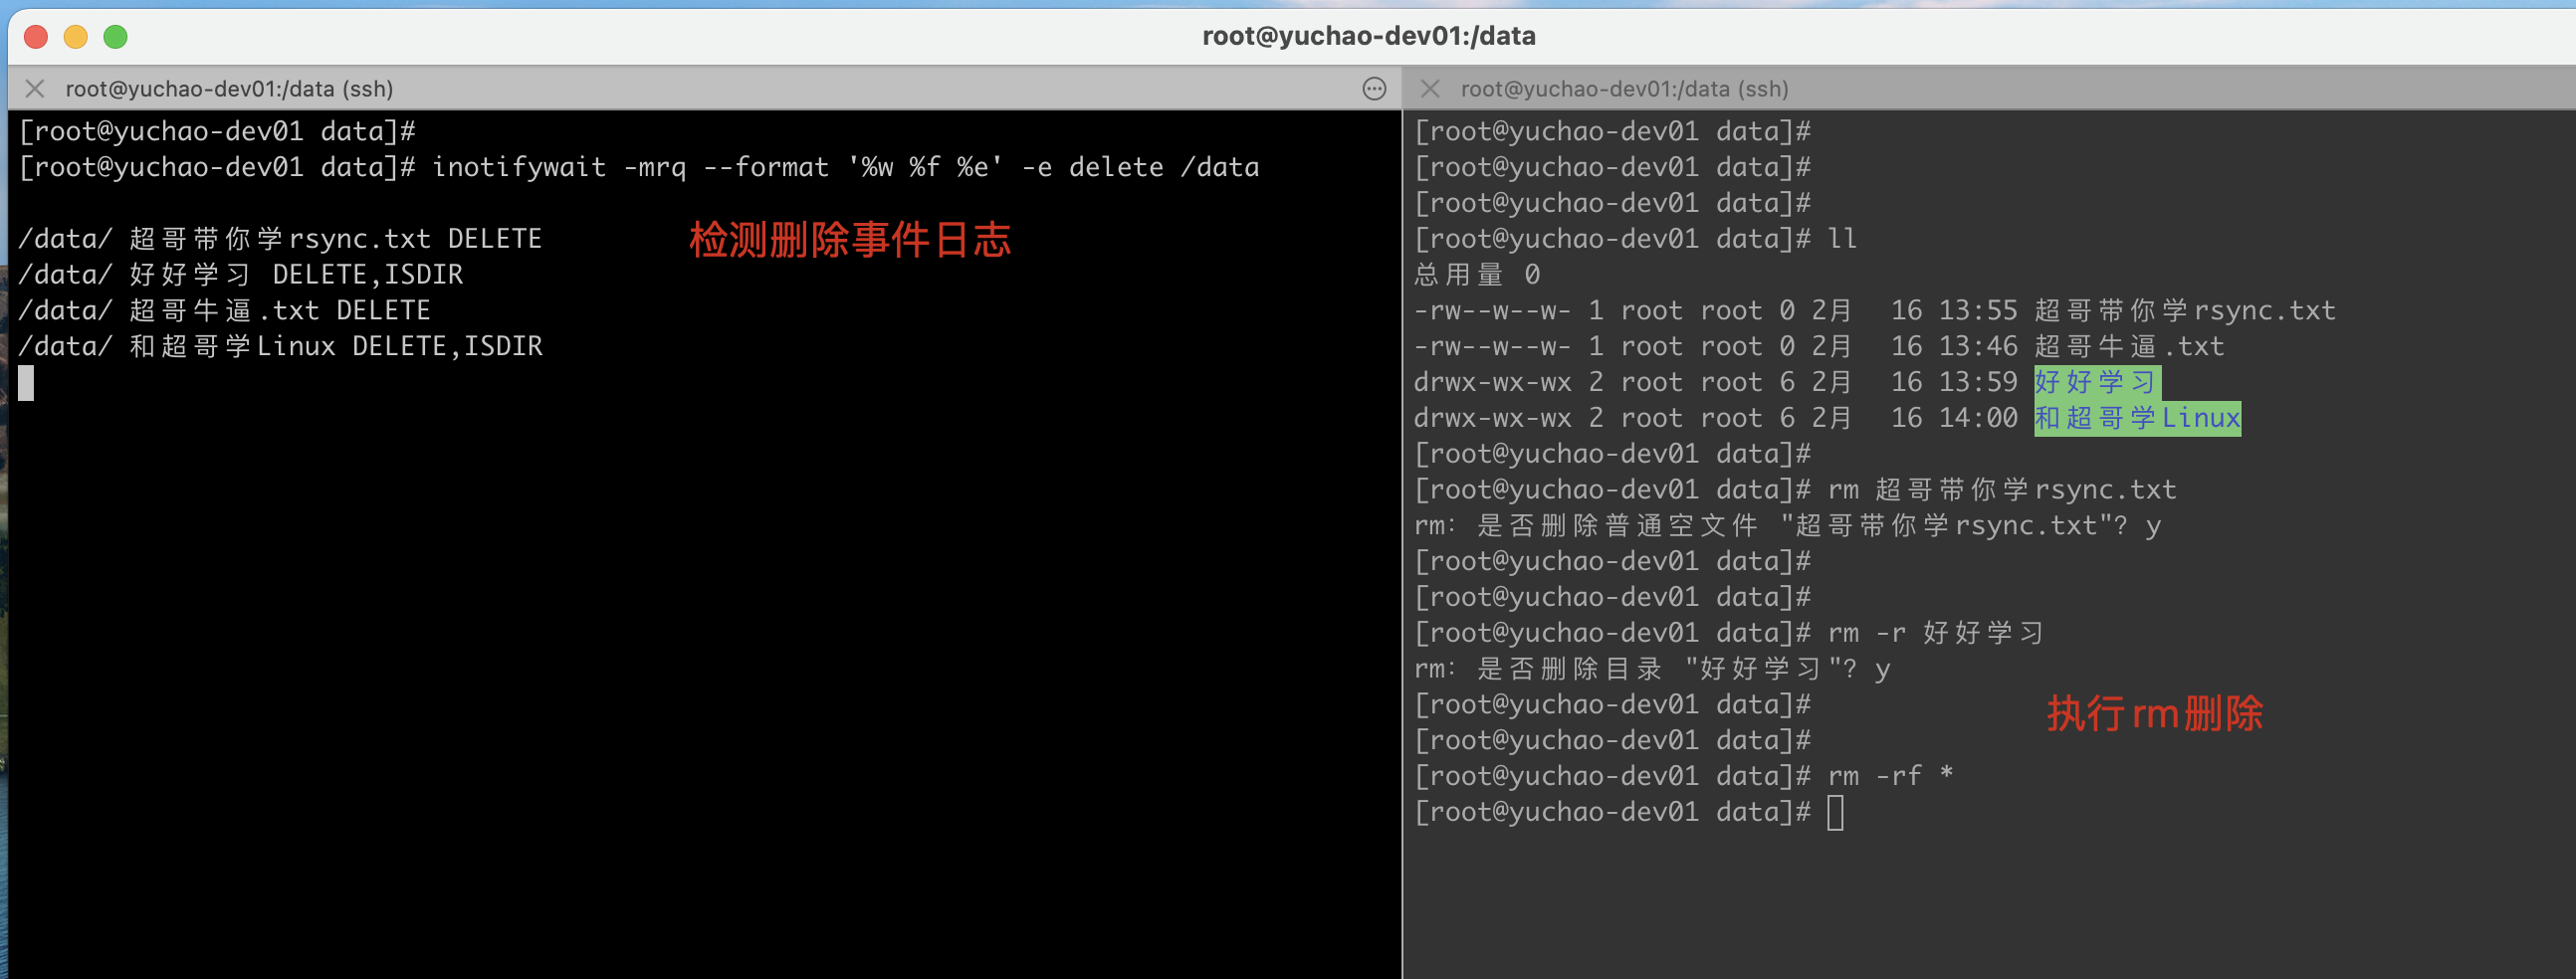 root@yuchao-dev01:/data
root@yuchao-dev01:/data (ssh)
[root@yuchao-dev01 data]#
[root@yuchao-dev01 data]# inotifywait -mrq --format '%w %f %e' -e delete /data
/data/ 超哥带你学rsync.txt DELETE
/data/ 好好学习 DELETE,ISDIR
/data/ 超哥牛逼.txt DELETE
/data/ 和超哥学Linux DELETE,ISDIR
检测删除事件日志
root@yuchao-dev01:/data (ssh)
[root@yuchao-dev01 data]#
[root@yuchao-dev01 data]#
[root@yuchao-dev01 data]#
[root@yuchao-dev01 data]# ll
总用量 0
-rw--w--w- 1 root root 0 2月  16 13:55 超哥带你学rsync.txt
-rw--w--w- 1 root root 0 2月  16 13:46 超哥牛逼.txt
drwx-wx-wx 2 root root 6 2月  16 13:59 好好学习
drwx-wx-wx 2 root root 6 2月  16 14:00 和超哥学Linux
[root@yuchao-dev01 data]#
[root@yuchao-dev01 data]# rm 超哥带你学rsync.txt
rm：是否删除普通空文件 "超哥带你学rsync.txt"？y
[root@yuchao-dev01 data]#
[root@yuchao-dev01 data]#
[root@yuchao-dev01 data]# rm -r 好好学习
rm：是否删除目录 "好好学习"？y
[root@yuchao-dev01 data]#
[root@yuchao-dev01 data]#
[root@yuchao-dev01 data]# rm -rf *
[root@yuchao-dev01 data]#
执行rm删除